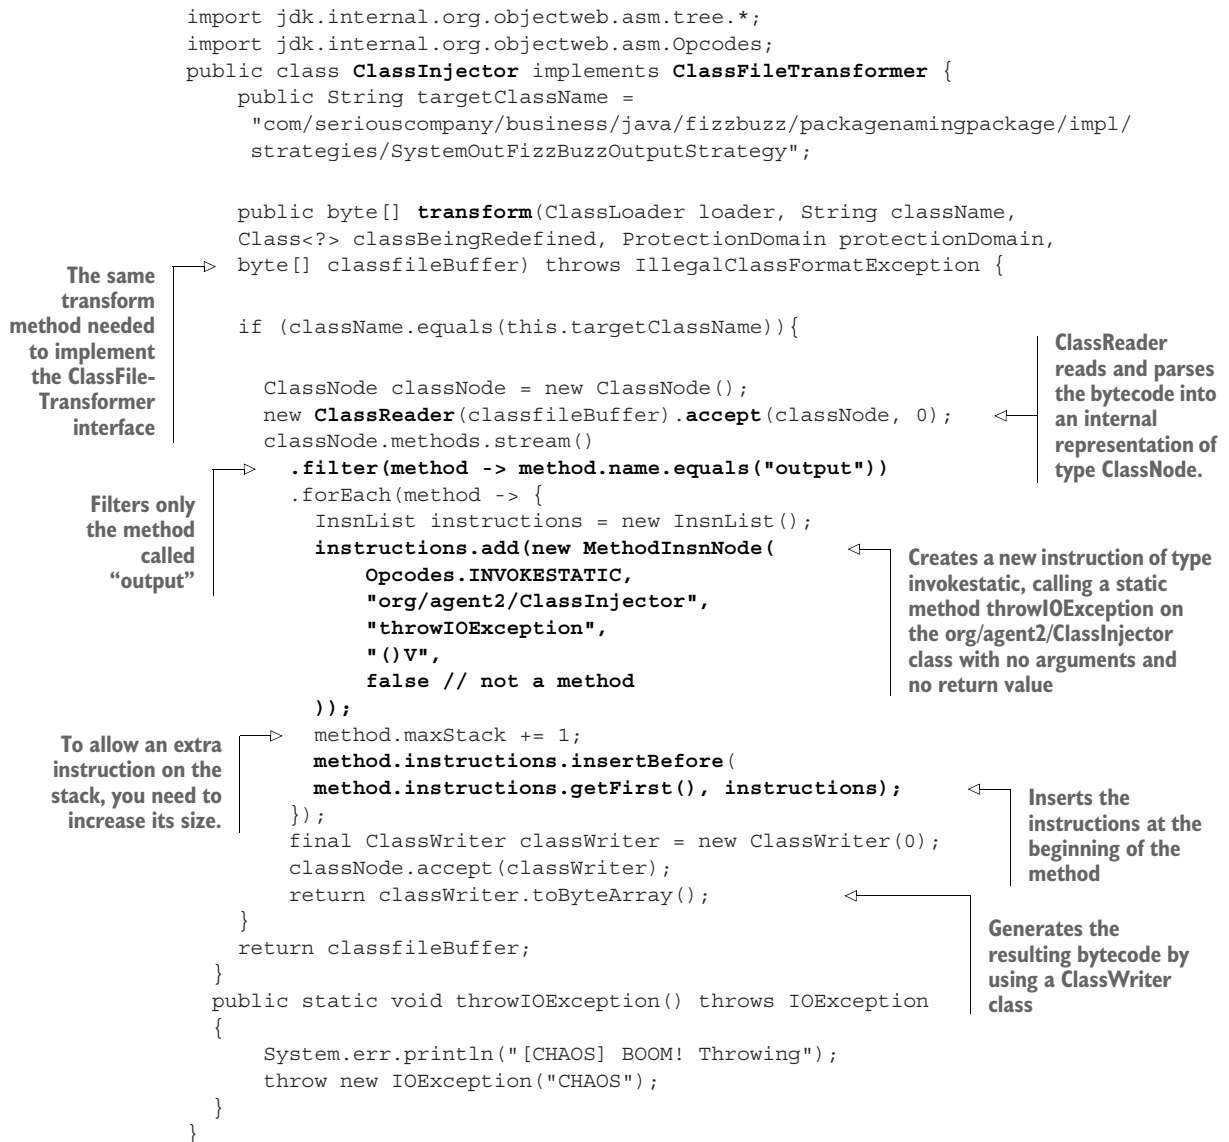 import jdk.internal.org.objectweb.asm.tree.*;
import jdk.internal.org.objectweb.asm.Opcodes;
public class ClassInjector implements ClassFileTransformer {
public String targetClassName =
"com/seriouscompany/business/java/fizzbuzz/packagenamingpackage/impl/
strategies/SystemOutFizzBuzzOutputStrategy";
public byte[] transform(ClassLoader loader, String className,
Class<?> classBeingRedefined, ProtectionDomain protectionDomain,
byte[] classfileBuffer) throws IllegalClassFormatException {
The same
transform
method needed
to implement
the ClassFile-
Transformer
interface
if (className.equals(this.targetClassName)){
ClassNode classNode = new ClassNode();
new ClassReader(classfileBuffer).accept(classNode, 0);
ClassReader
reads and parses
the bytecode into
an internal
representation of
type ClassNode.
classNode.methods.stream()
.filter(method -> method.name.equals("output"))
Filters only
the method
called
“output”
.forEach(method -> {
InsnList instructions = new InsnList();
instructions.add(new MethodInsnNode(
Opcodes.INVOKESTATIC,
"org/agent2/ClassInjector",
"throwIOException",
"()V",
false // not a method
));
Creates a new instruction of type
invokestatic, calling a static
method throwIOException on
the org/agent2/ClassInjector
class with no arguments and
no return value
method.maxStack += 1;
To allow an extra
instruction on the
stack, you need to
increase its size.
method.instructions.insertBefore(
method.instructions.getFirst(), instructions);
Inserts the
instructions at the
beginning of the
method
});
final ClassWriter classWriter = new ClassWriter(0);
classNode.accept(classWriter);
return classWriter.toByteArray();
Generates the
resulting bytecode by
using a ClassWriter
class
}
return classfileBuffer;
}
public static void throwIOException() throws IOException
{
System.err.println("[CHAOS] BOOM! Throwing");
throw new IOException("CHAOS");
}
}